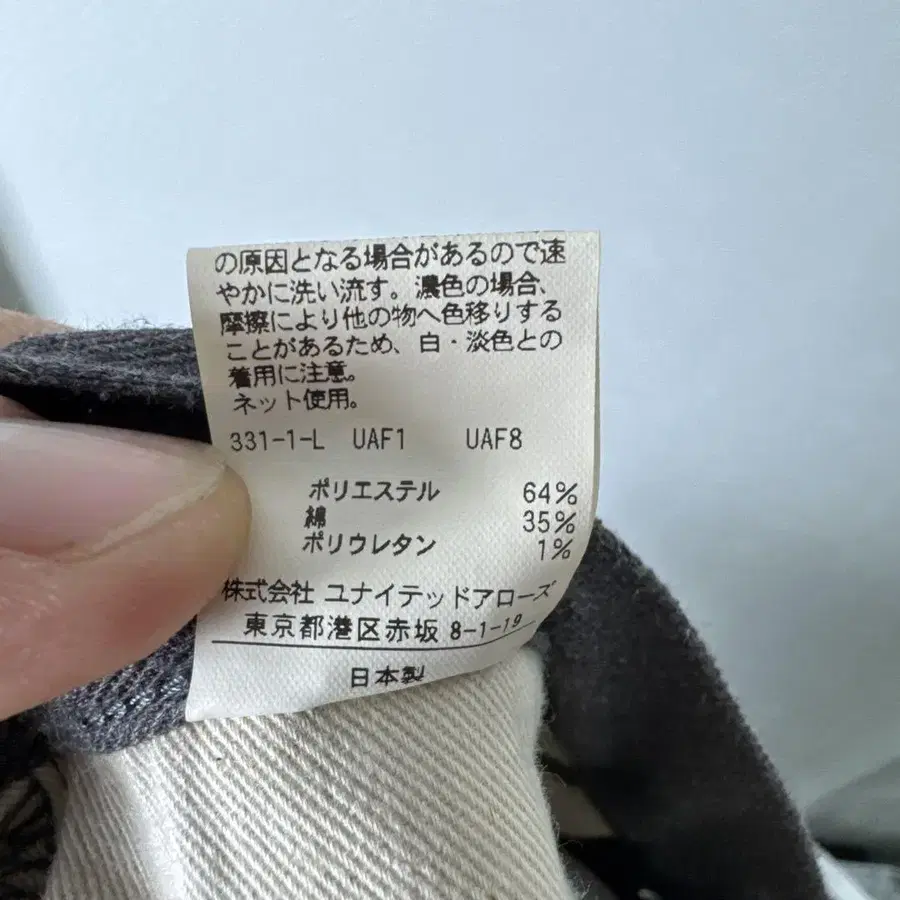 の原因となる場合があるので速
やかに洗い流す。濃色の場合、
摩擦により他の物へ色移りする
ことがあるため、白・淡色との
着用に注意。
ネット使用。
331-1-L UAF1 UAF8
ポリエステル 64%
綿 35%
ポリウレタン 1%
株式会社 ユナイテッドアローズ
東京都港区赤坂 8-1-19
日本製